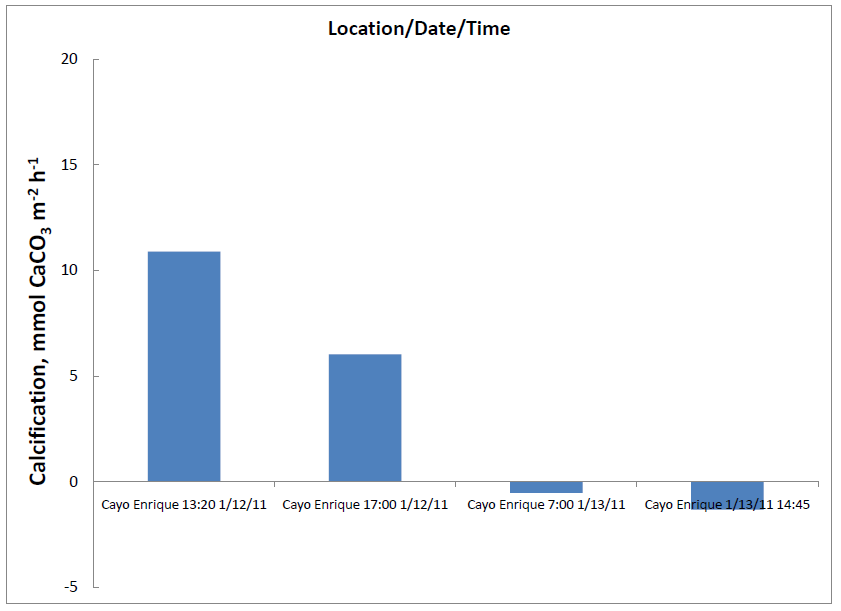 Location/Date/Time
Calcification, mmol CaCO₃ m⁻² h⁻¹
20
15
10
5
0
-5
Cayo Enrique 13:20 1/12/11
Cayo Enrique 17:00 1/12/11
Cayo Enrique 7:00 1/13/11
Cayo Enrique 1/13/11 14:45